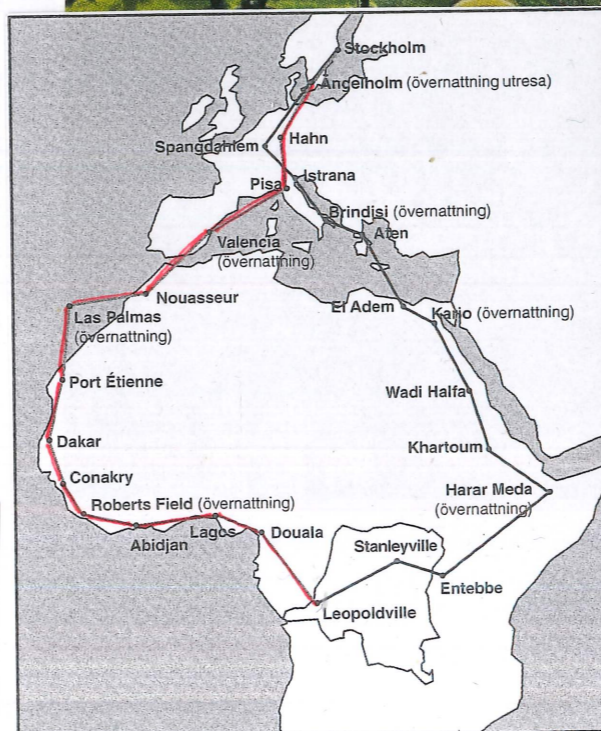 Stockholm
Ängelholm (övernattning utresa)
Hahn
Spangdahlem
Istrana
Pisa
Brindisi (övernattning)
Aten
Valencia
(övernattning)
Nouasseur
El Adem
Kairo (övernattning)
Las Palmas
(övernattning)
Port Étienne
Wadi Halfa
Dakar
Khartoum
Conakry
Harar Meda
(övernattning)
Roberts Field (övernattning)
Lagos
Douala
Abidjan
Stanleyville
Entebbe
Leopoldville